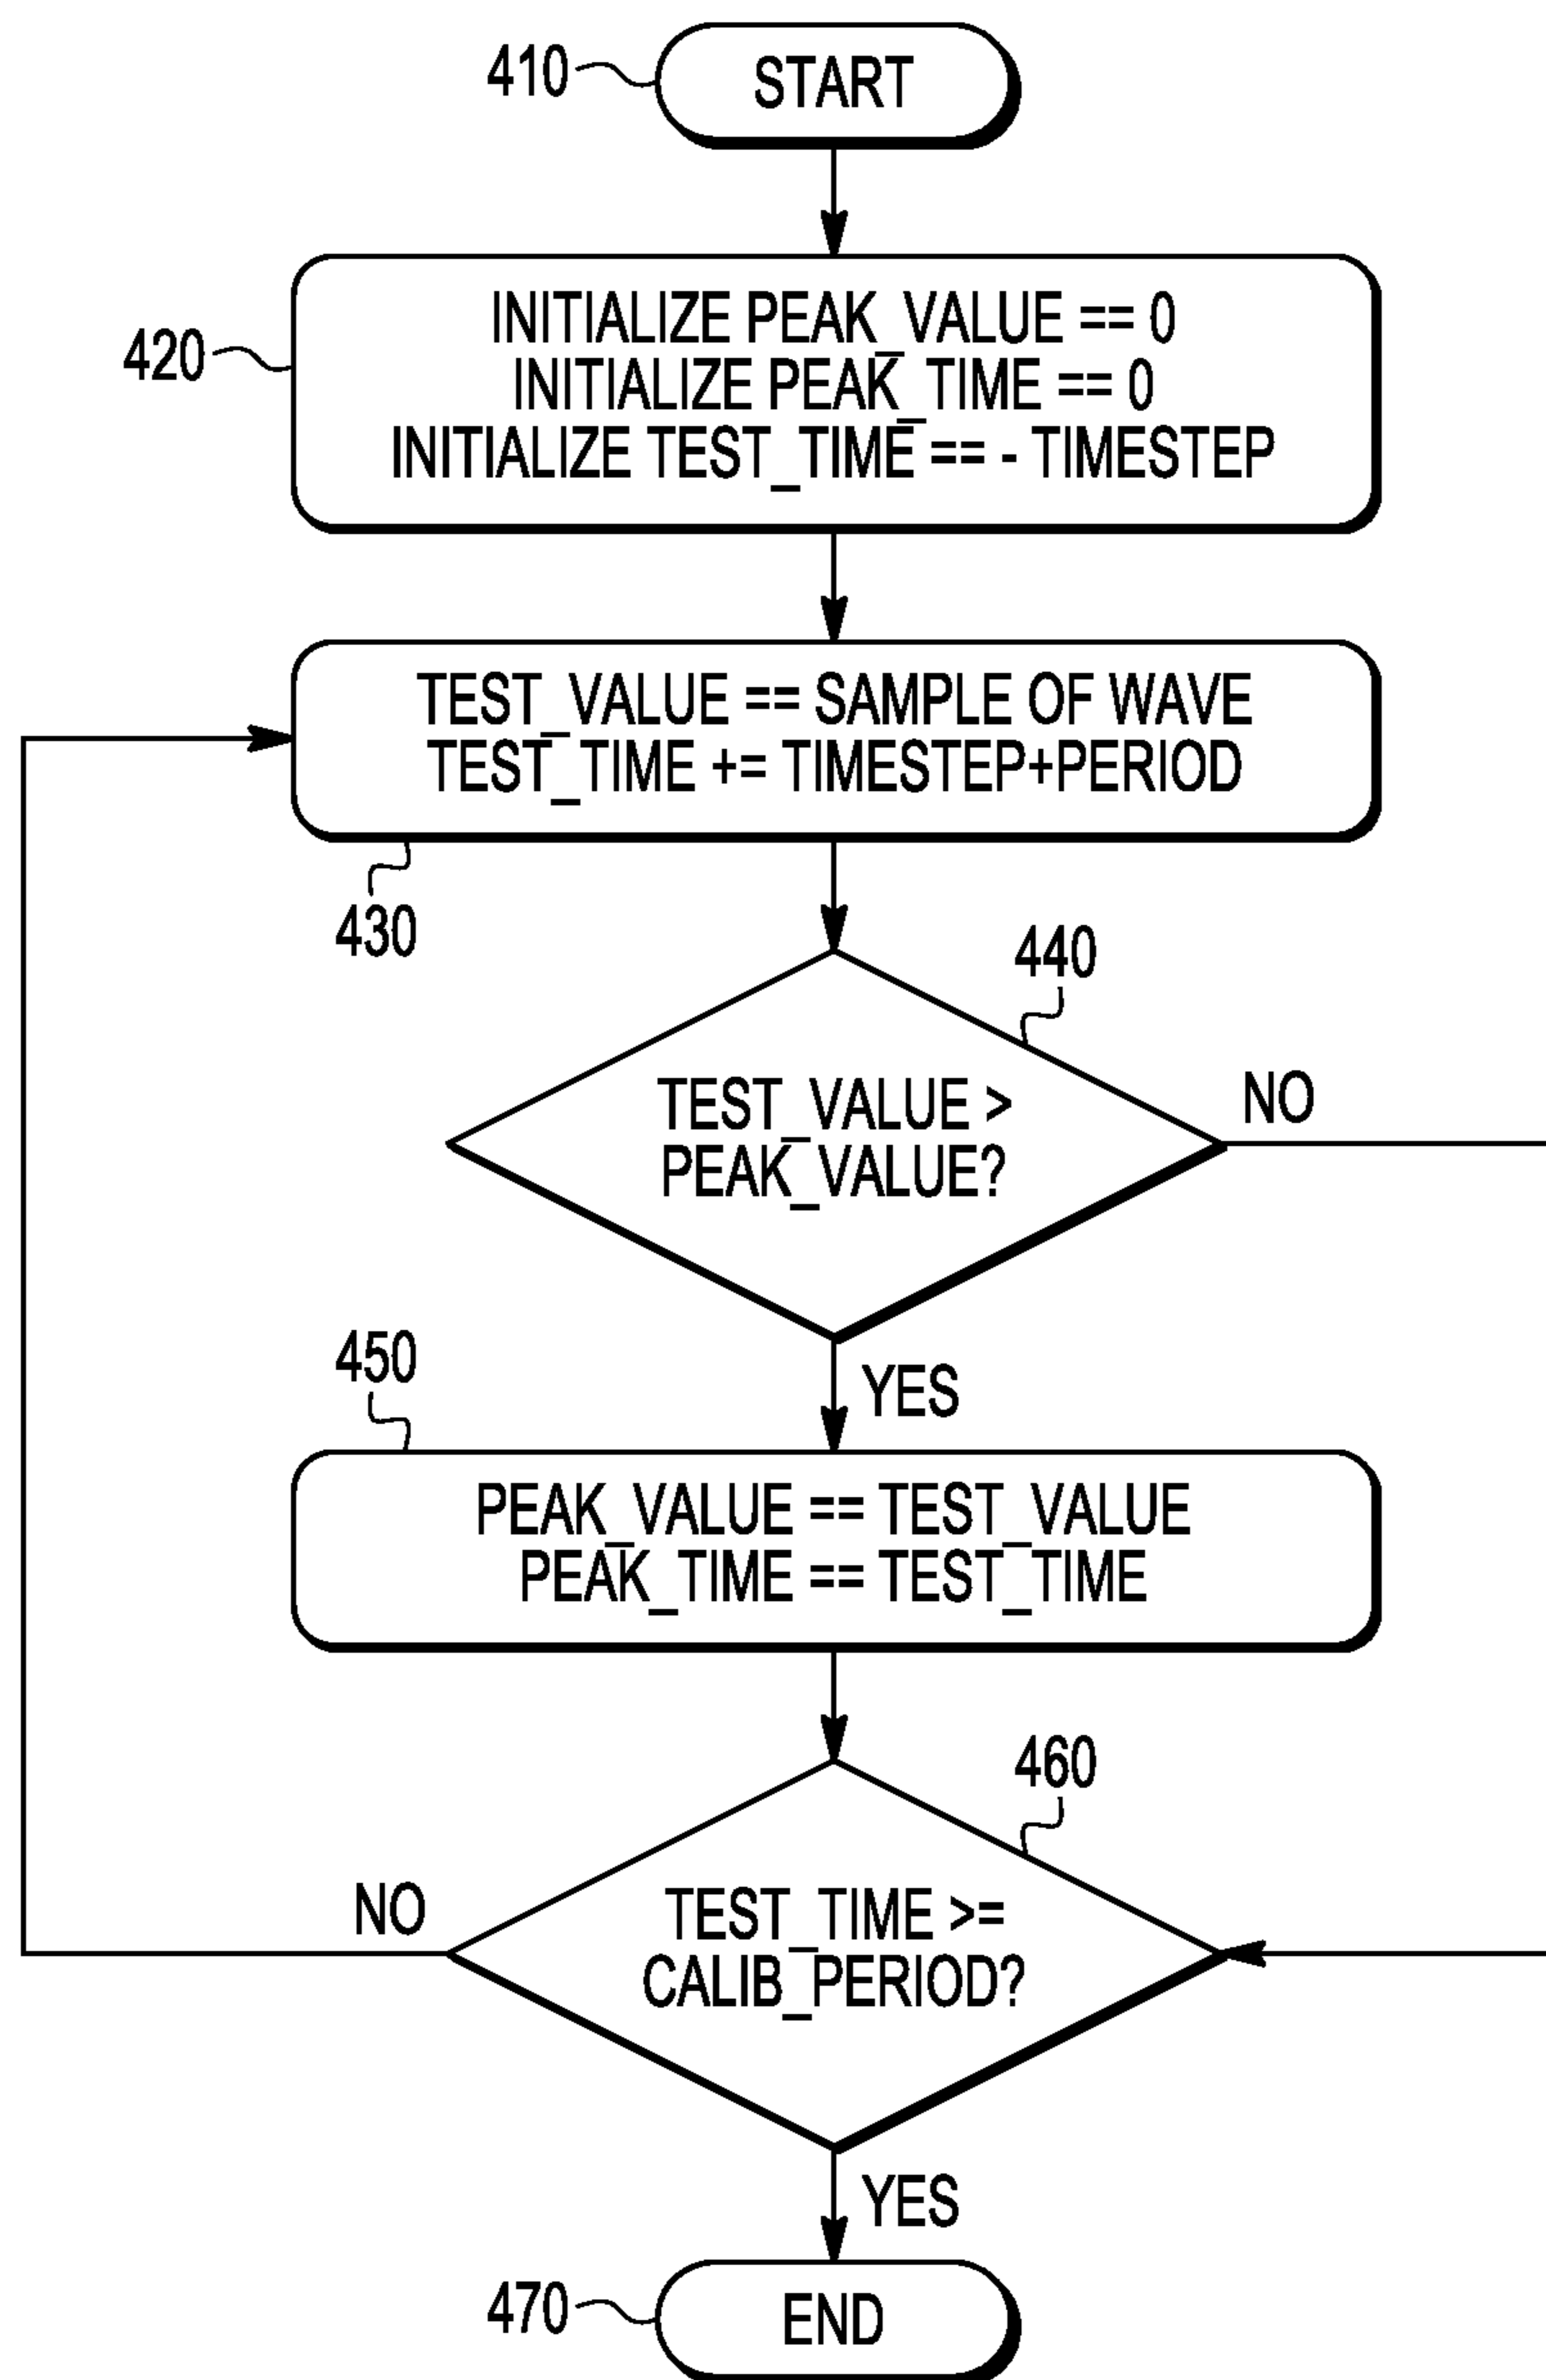 410
START
420
INITIALIZE PEAK_VALUE == 0
INITIALIZE PEAK_TIME == 0
INITIALIZE TEST_TIME == - TIMESTEP
TEST_VALUE == SAMPLE OF WAVE
TEST_TIME += TIMESTEP+PERIOD
430
440
TEST_VALUE >
PEAK_VALUE?
NO
YES
450
PEAK_VALUE == TEST_VALUE
PEAK_TIME == TEST_TIME
460
NO
TEST_TIME >=
CALIB_PERIOD?
YES
470
END